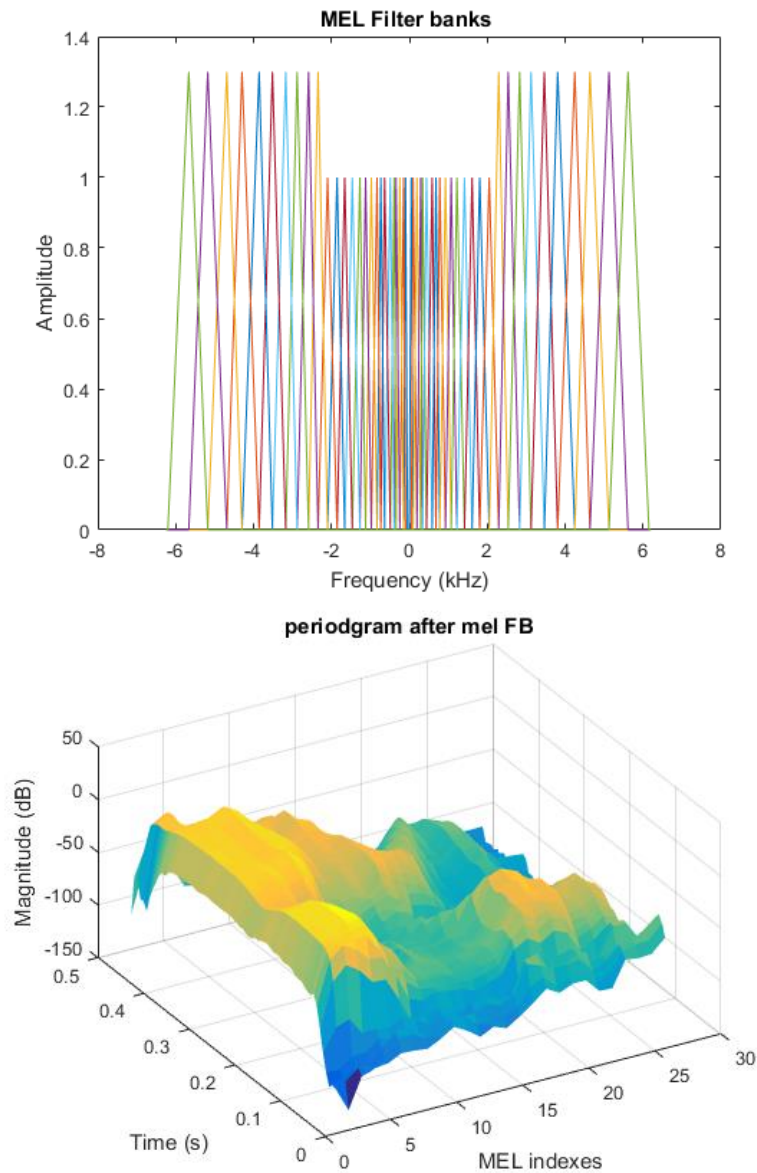 MEL Filter banks
1.4
1.2
1
0.8
0.6
0.4
0.2
0
Amplitude
-8 -6 -4 -2 0 2 4 6 8
Frequency (kHz)
periodgram after mel FB
50
0
-50
-100
-150
Magnitude (dB)
0.5
0.4
0.3
0.2
0.1
0
Time (s)
0 5 10 15 20 25 30
MEL indexes